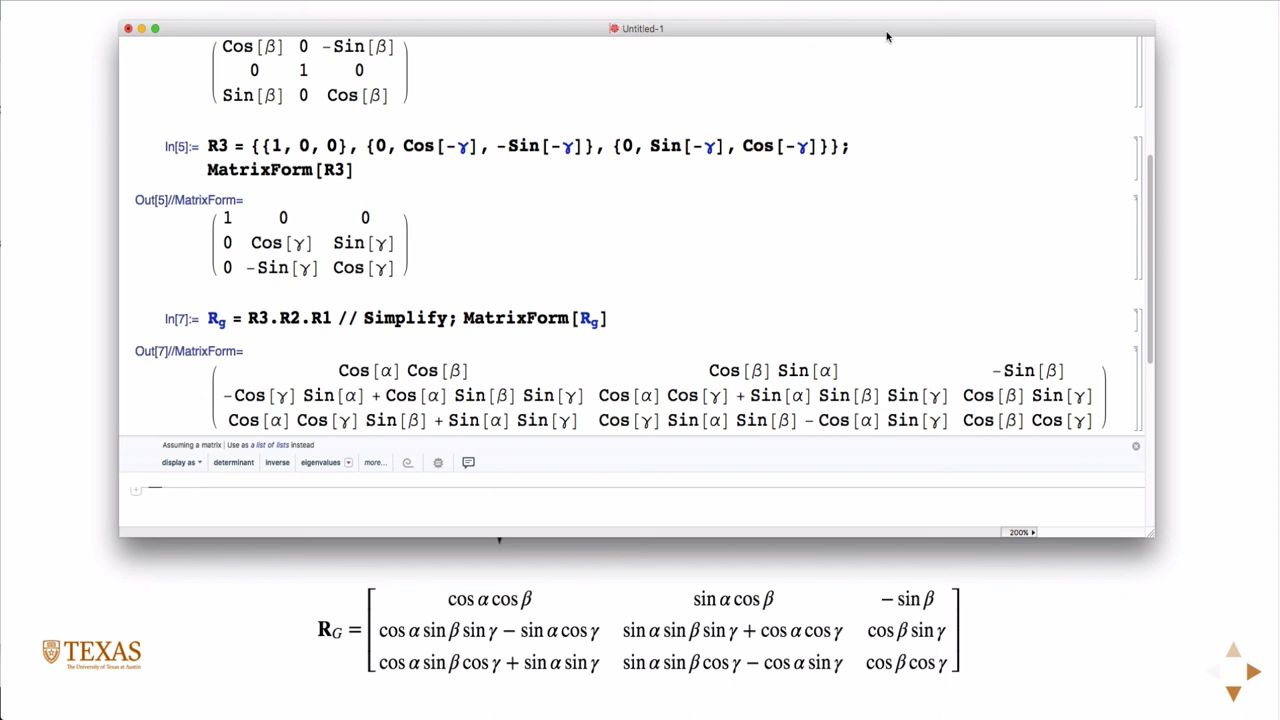 Untitled-1
Cos[β] 0 -Sin[β]
0 1 0
Sin[β] 0 Cos[β]
In[5]:= R3 = {{1, 0, 0}, {0, Cos[-γ], -Sin[-γ]}, {0, Sin[-γ], Cos[-γ]}};
MatrixForm[R3]
Out[5]//MatrixForm=
1 0 0
0 Cos[γ] Sin[γ]
0 -Sin[γ] Cos[γ]
In[7]:= Rg = R3.R2.R1 // Simplify; MatrixForm[Rg]
Out[7]//MatrixForm=
Cos[α] Cos[β] Cos[β] Sin[α] -Sin[β]
-Cos[γ] Sin[α] + Cos[α] Sin[β] Sin[γ] Cos[α] Cos[γ] + Sin[α] Sin[β] Sin[γ] Cos[β] Sin[γ]
Cos[α] Cos[γ] Sin[β] + Sin[α] Sin[γ] Cos[γ] Sin[α] Sin[β] - Cos[α] Sin[γ] Cos[β] Cos[γ]
Assuming a matrix | Use as a list of lists instead
display as determinant inverse eigenvalues more...
200%
cos α cos β sin α cos β − sin β
R_G = cos α sin β sin γ − sin α cos γ sin α sin β sin γ + cos α cos γ cos β sin γ
cos α sin β cos γ + sin α sin γ sin α sin β cos γ − cos α sin γ cos β cos γ
TEXAS
The University of Texas at Austin